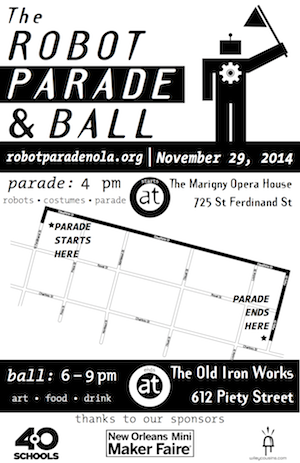 The
ROBOT
PARADE
& BALL
robotparadenola.org | November 29, 2014
parade: 4 pm
robots • costumes • parade
starts
at
The Marigny Opera House
725 St Ferdinand St
PARADE
STARTS
HERE
PARADE
ENDS
HERE
ball: 6-9pm
art • food • drink
ends
at
The Old Iron Works
612 Piety Street
thanks to our sponsors
4•0
SCHOOLS
New Orleans Mini
Maker Faire